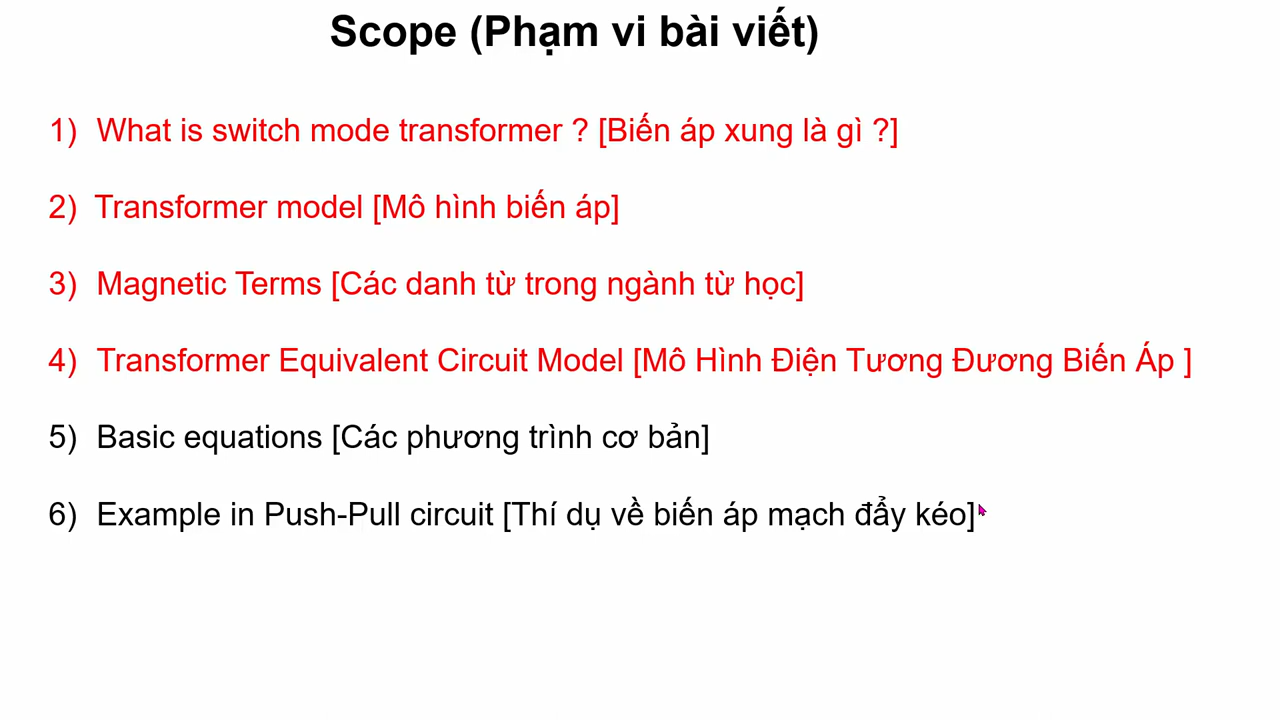 Scope (Phạm vi bài viết)
1) What is switch mode transformer ? [Biến áp xung là gì ?]
2) Transformer model [Mô hình biến áp]
3) Magnetic Terms [Các danh từ trong ngành từ học]
4) Transformer Equivalent Circuit Model [Mô Hình Điện Tương Đương Biến Áp ]
5) Basic equations [Các phương trình cơ bản]
6) Example in Push-Pull circuit [Thí dụ về biến áp mạch đẩy kéo]